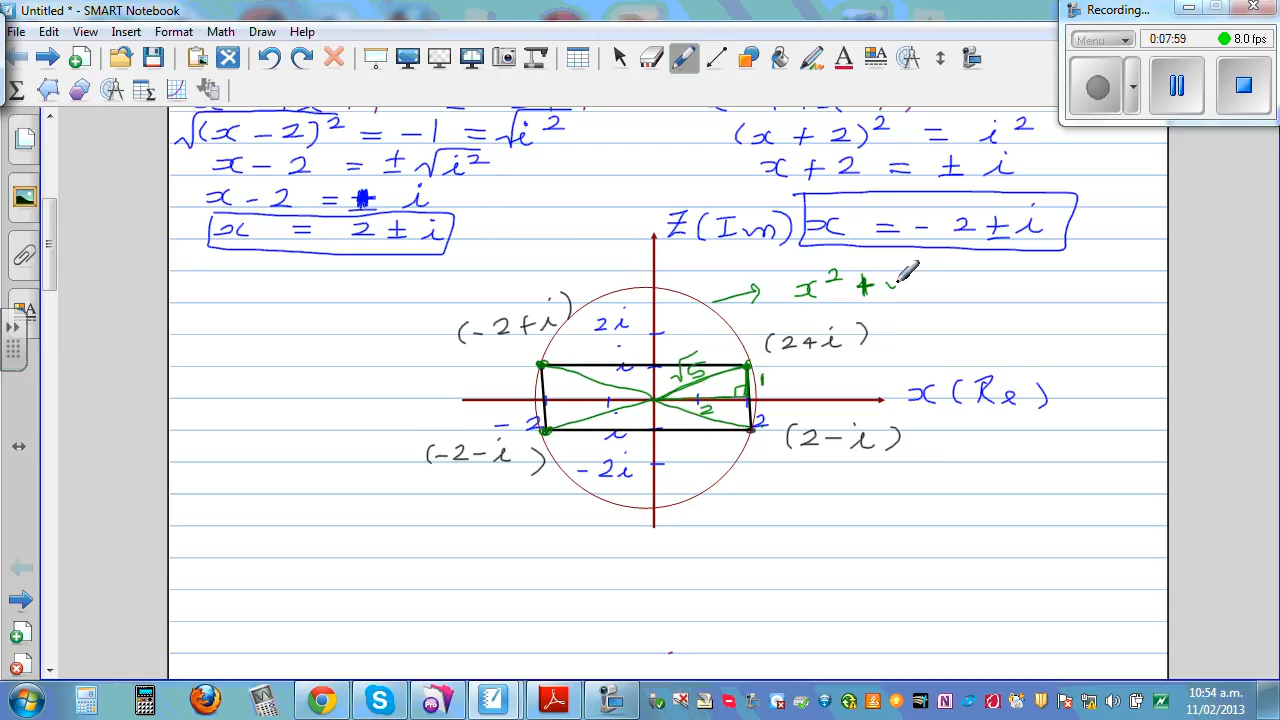 Untitled * - SMART Notebook
File Edit View Insert Format Math Draw Help
Recording...
Menu 0:07:59 8.0 fps
√(x - 2)² = -1 = √i²
x - 2 = ± √i²
x - 2 = ± i
x = 2 ± i
(x + 2)² = i²
x + 2 = ± i
x = - 2 ± i
Z (Im)
x² +
(-2+i)
2i
(2+i)
i
√5
1
2
x (Re)
- 2
2
i
(-2-i)
(2-i)
-2i
10:54 a.m.
11/02/2013